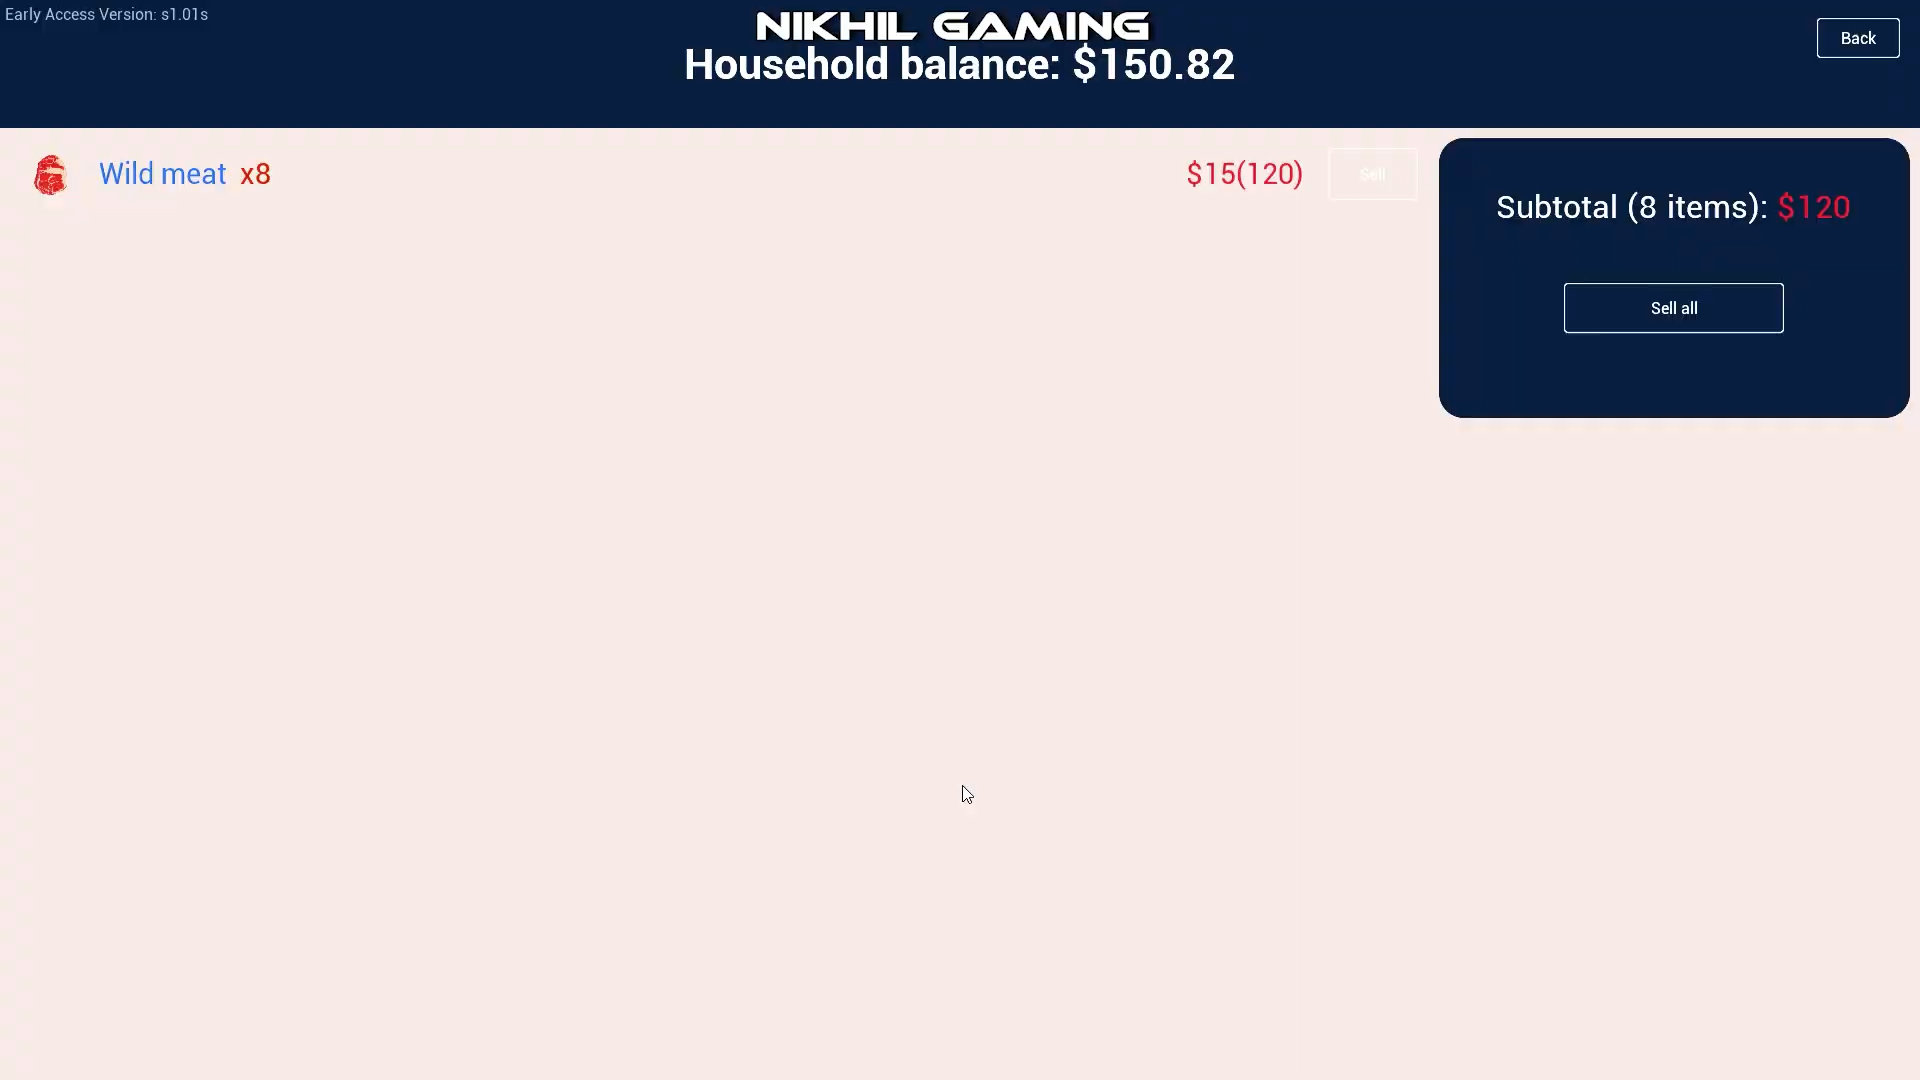 Early Access Version: s1.01s
NIKHIL GAMING
Household balance: $150.82
Back
Wild meat x8
$15(120)
Sell
Subtotal (8 items): $120
Sell all